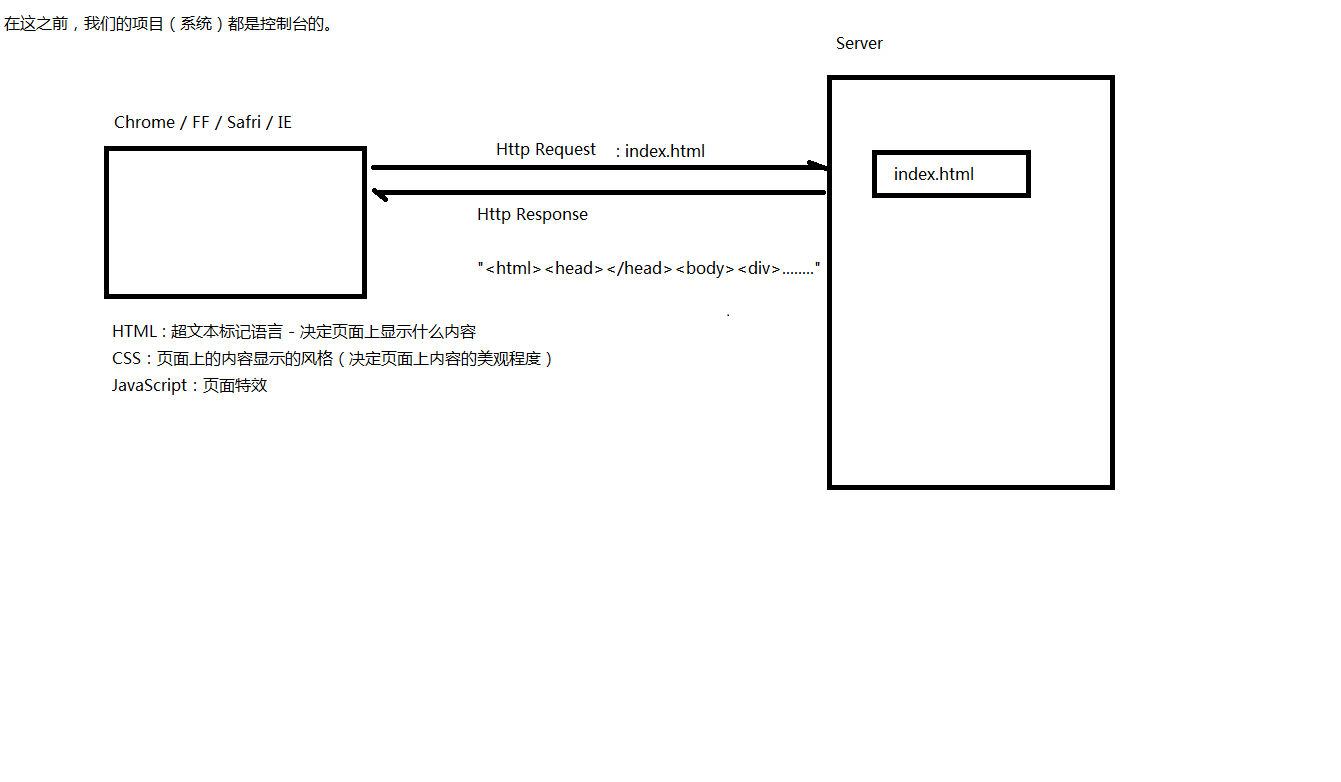 在这之前，我们的项目（系统）都是控制台的。
Server
Chrome / FF / Safri / IE
Http Request : index.html
index.html
Http Response
"<html><head></head><body><div>........"
HTML：超文本标记语言 - 决定页面上显示什么内容
CSS：页面上的内容显示的风格（决定页面上内容的美观程度）
JavaScript：页面特效